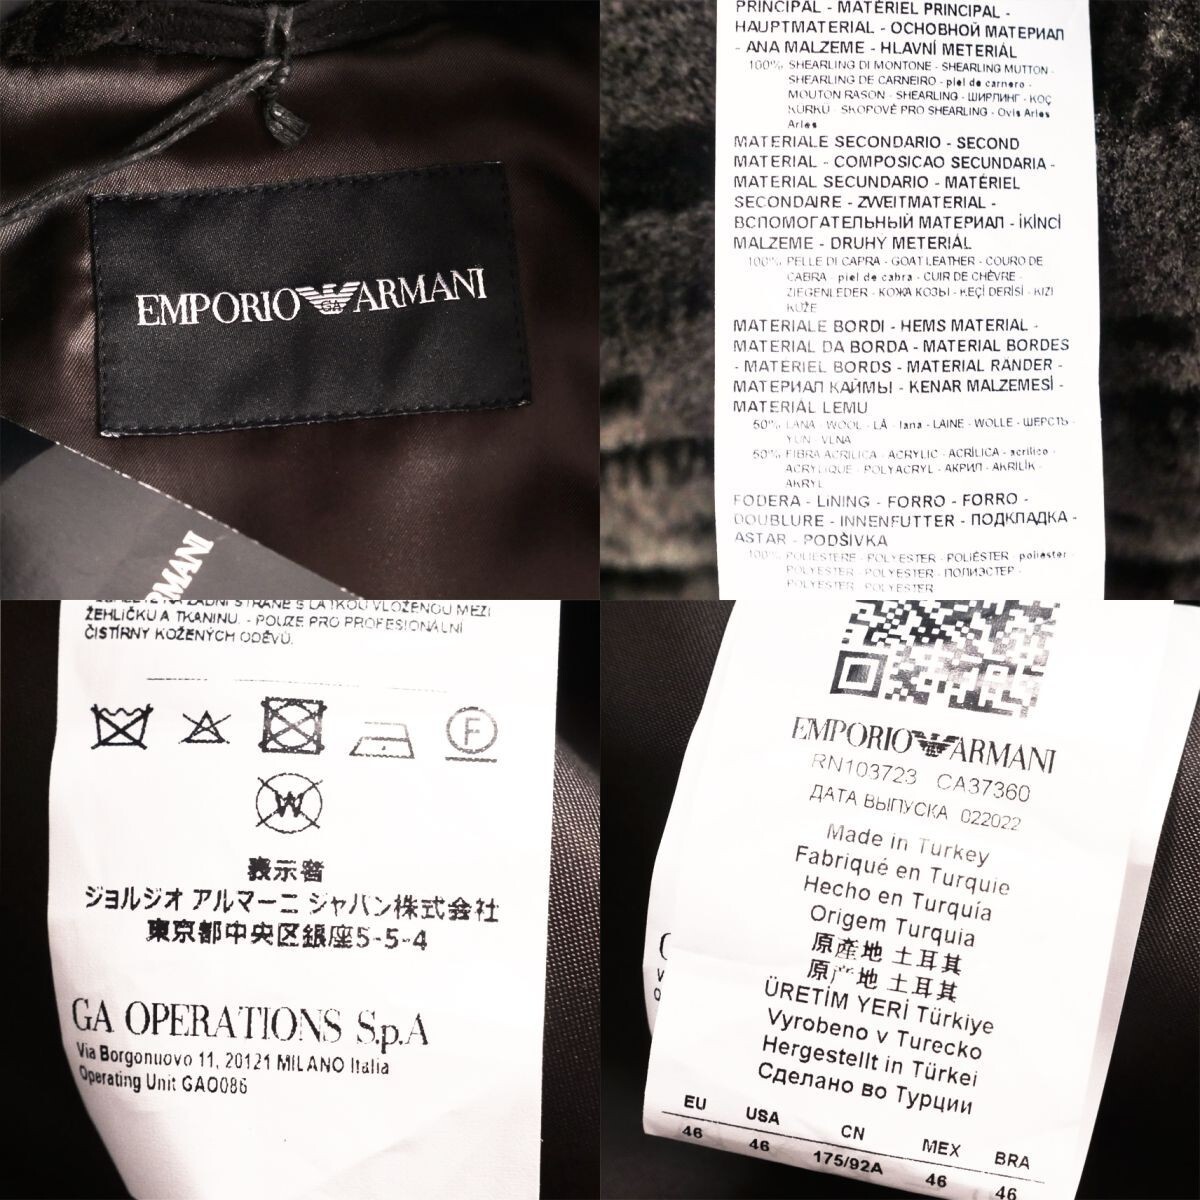 EMPORIO ARMANI
GA
PRINCIPAL - MATÉRIEL PRINCIPAL -
HAUPTMATERIAL - ОСНОВНОЙ МАТЕРИАЛ
- ANA MALZEME - HLAVNÍ METERIÁL
100% SHEARLING DI MONTONE - SHEARLING MUTTON -
SHEARLING DE CARNEIRO - piel de carnero -
MOUTON RASON - SHEARLING - ШИРЛИНГ - KOÇ
KÜRKÜ - SKOPOVÉ PRO SHEARLING - Ovis Aries
Aries
MATERIALE SECONDARIO - SECOND
MATERIAL - COMPOSICAO SECUNDARIA -
MATERIAL SECUNDARIO - MATÉRIEL
SECONDAIRE - ZWEITMATERIAL -
ВСПОМОГАТЕЛЬНЫЙ МАТЕРИАЛ - İKİNCİ
MALZEME - DRUHÝ METERIÁL
100% PELLE DI CAPRA - GOAT LEATHER - COURO DE
CABRA - piel de cabra - CUIR DE CHÈVRE -
ZIEGENLEDER - КОЖА КОЗЫ - KEÇİ DERİSİ - KIZI
KŮŽE
MATERIALE BORDI - HEMS MATERIAL -
MATERIAL DA BORDA - MATERIAL BORDES
- MATÉRIEL BORDS - MATERIAL RÄNDER -
МАТЕРИАЛ КАЙМЫ - KENAR MALZEMESİ -
MATERIÁL LEMU
50% LANA - WOOL - LÃ - lana - LAINE - WOLLE - ШЕРСТЬ -
YÜN - VLNA
50% FIBRA ACRILICA - ACRYLIC - ACRÍLICA - acrílico -
ACRYLIQUE - POLYACRYL - АКРИЛ - AKRİLİK -
AKRYL
FODERA - LINING - FORRO - FORRO -
DOUBLURE - INNENFUTTER - ПОДКЛАДКА -
ASTAR - PODŠÍVKA
100% POLIESTERE - POLYESTER - POLIÉSTER - poliester -
POLYESTER - POLYESTER - ПОЛИЭСТЕР -
POLYESTER - POLYESTER
ŽEHLIČKU A TKANINU. - POUZE PRO PROFESIONÁLNÍ
ČISTÍRNY KOŽENÝCH ODĚVŮ.
F
W
表示者
ジョルジオ アルマーニ ジャパン株式会社
東京都中央区銀座5-5-4
GA OPERATIONS S.p.A
Via Borgonuovo 11, 20121 MILANO Italia
Operating Unit GAO086
EMPORIO ARMANI
RN103723 CA37360
ДАТА ВЫПУСКА 022022
Made in Turkey
Fabriqué en Turquie
Hecho en Turquía
Origem Turquia
原産地 土耳其
原产地 土耳其
ÜRETİM YERİ Türkiye
Vyrobeno v Turecko
Hergestellt in Türkei
Сделано во Турции
EU USA CN MEX BRA
46 46 175/92A 46 46